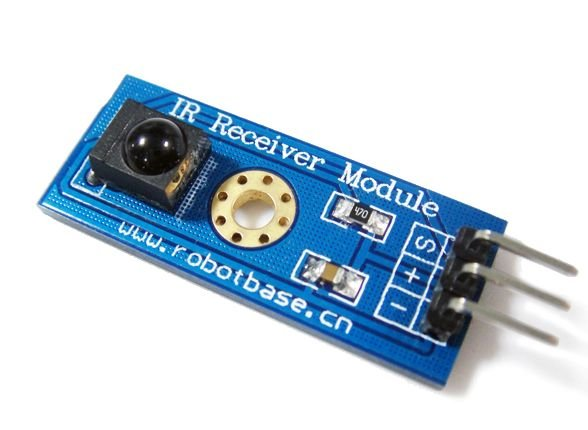 IR Receiver Module
470
S
+
−
www.robotbase.cn